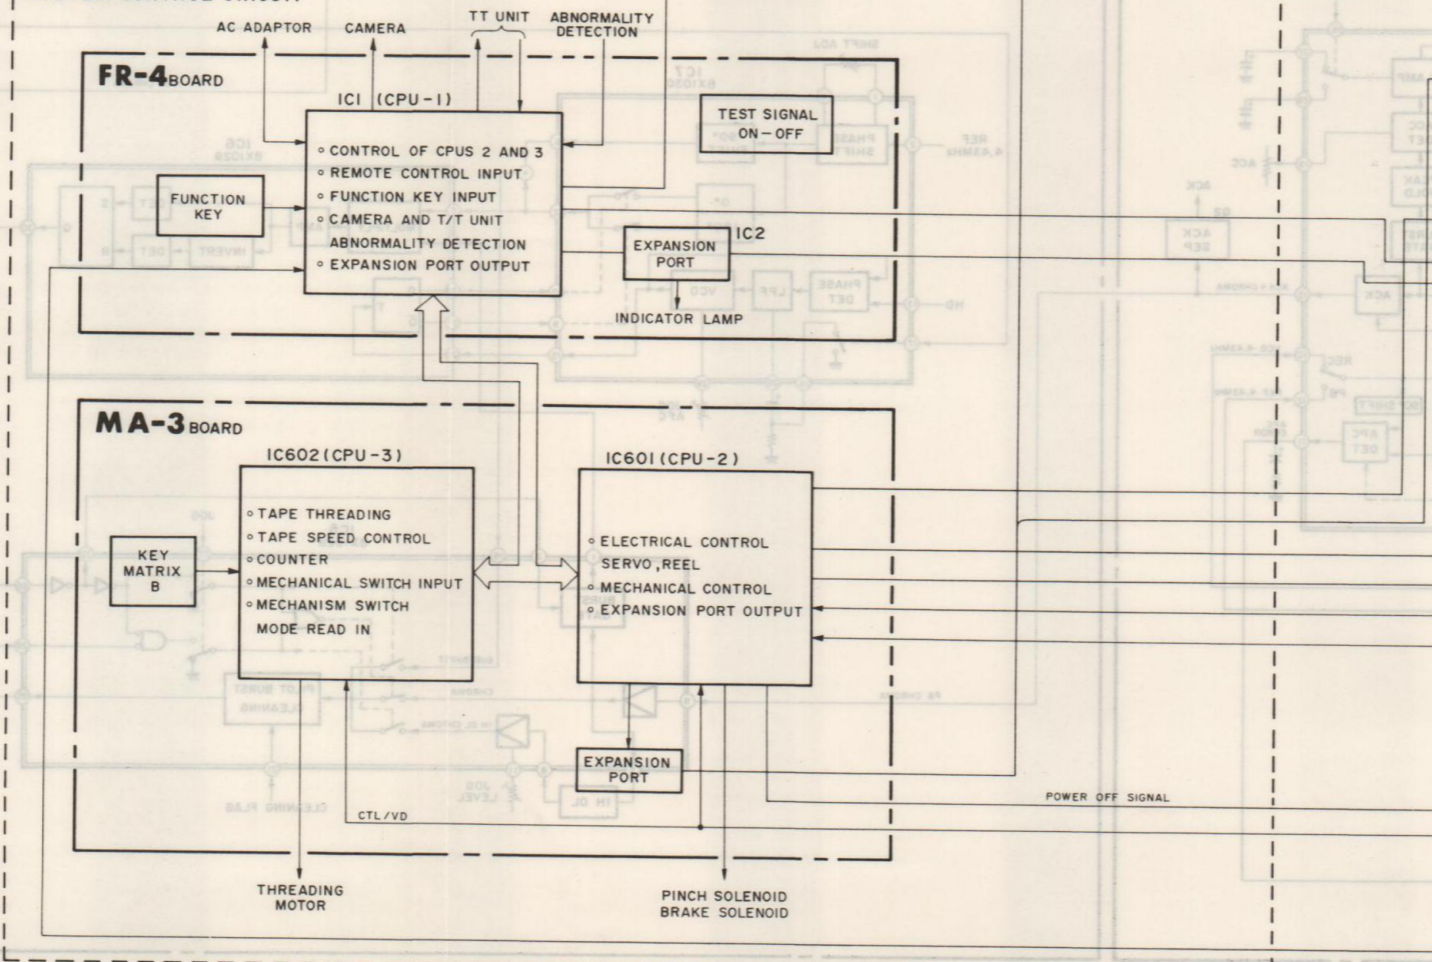 AC ADAPTOR
CAMERA
TT UNIT
ABNORMALITY
DETECTION
FR-4 BOARD
IC1 (CPU-1)
CONTROL OF CPUS 2 AND 3
REMOTE CONTROL INPUT
FUNCTION KEY INPUT
CAMERA AND T/T UNIT
ABNORMALITY DETECTION
EXPANSION PORT OUTPUT
FUNCTION
KEY
TEST SIGNAL
ON-OFF
IC2
EXPANSION
PORT
INDICATOR LAMP
MA-3 BOARD
IC602(CPU-3)
TAPE THREADING
TAPE SPEED CONTROL
COUNTER
MECHANICAL SWITCH INPUT
MECHANISM SWITCH
MODE READ IN
KEY
MATRIX
B
IC601(CPU-2)
ELECTRICAL CONTROL
SERVO,REEL
MECHANICAL CONTROL
EXPANSION PORT OUTPUT
EXPANSION
PORT
CTL/VD
POWER OFF SIGNAL
THREADING
MOTOR
PINCH SOLENOID
BRAKE SOLENOID